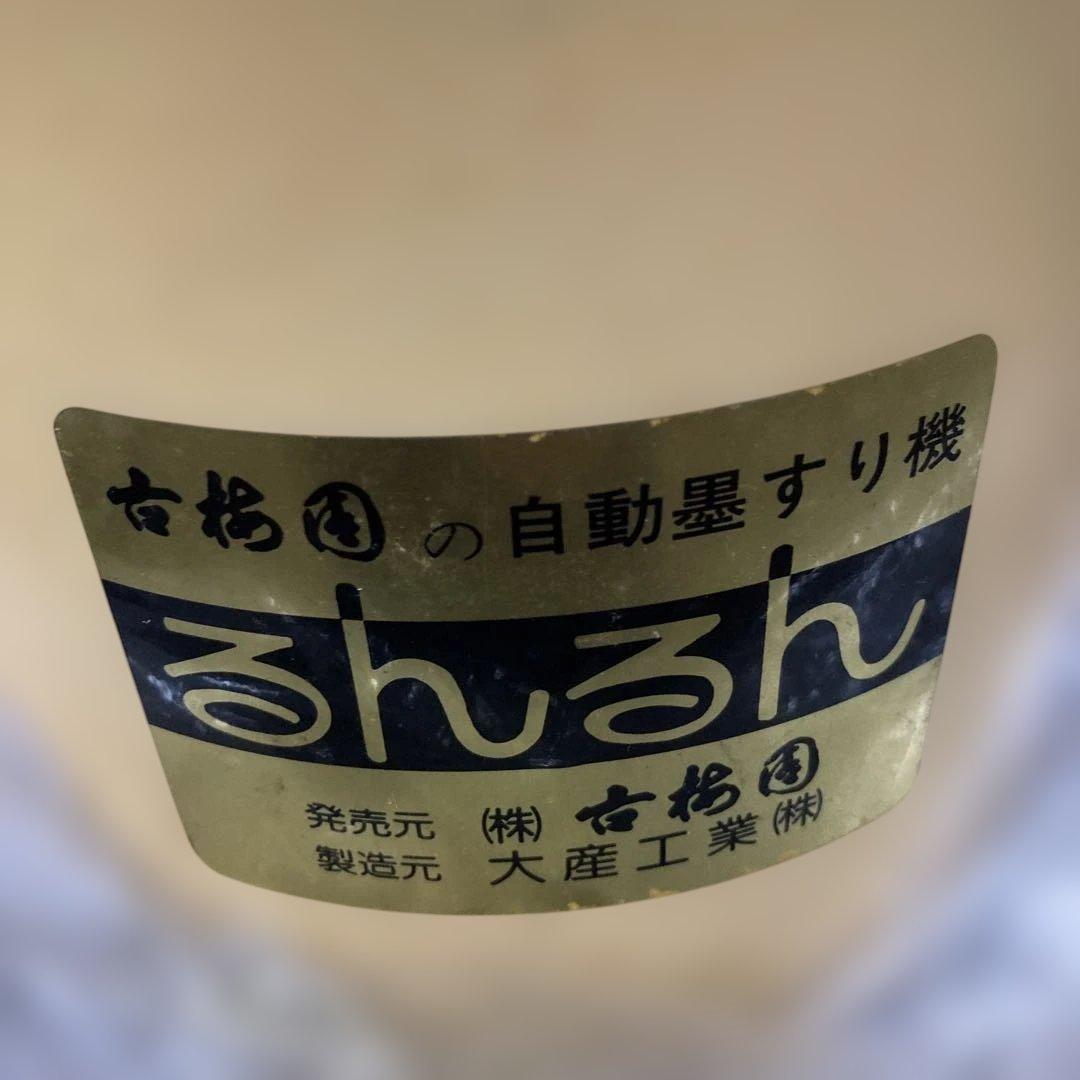 古梅園の自動墨すり機
るんるん
発売元 (株)古梅園
製造元 大産工業(株)